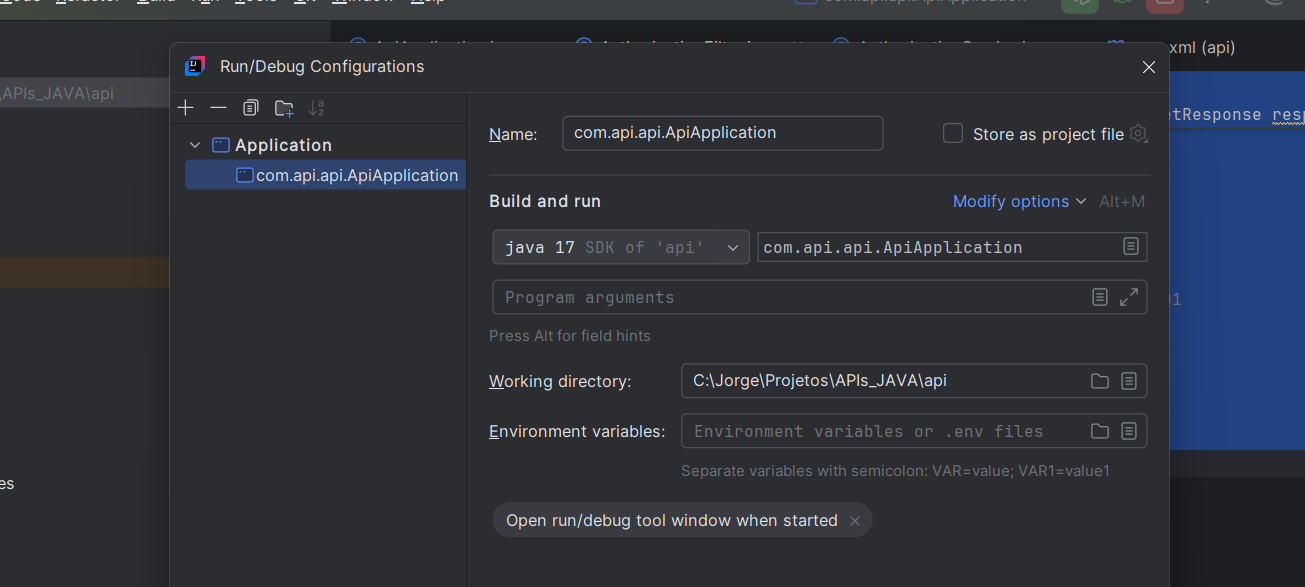 Run/Debug Configurations
xml (api)
\APIs_JAVA\api
Name: com.api.api.ApiApplication Store as project file
Application
com.api.api.ApiApplication
Build and run Modify options Alt+M
java 17 SDK of 'api' com.api.api.ApiApplication
Program arguments
Press Alt for field hints
Working directory: C:\Jorge\Projetos\APIs_JAVA\api
Environment variables: Environment variables or .env files
Separate variables with semicolon: VAR=value; VAR1=value1
Open run/debug tool window when started
tResponse resp
es